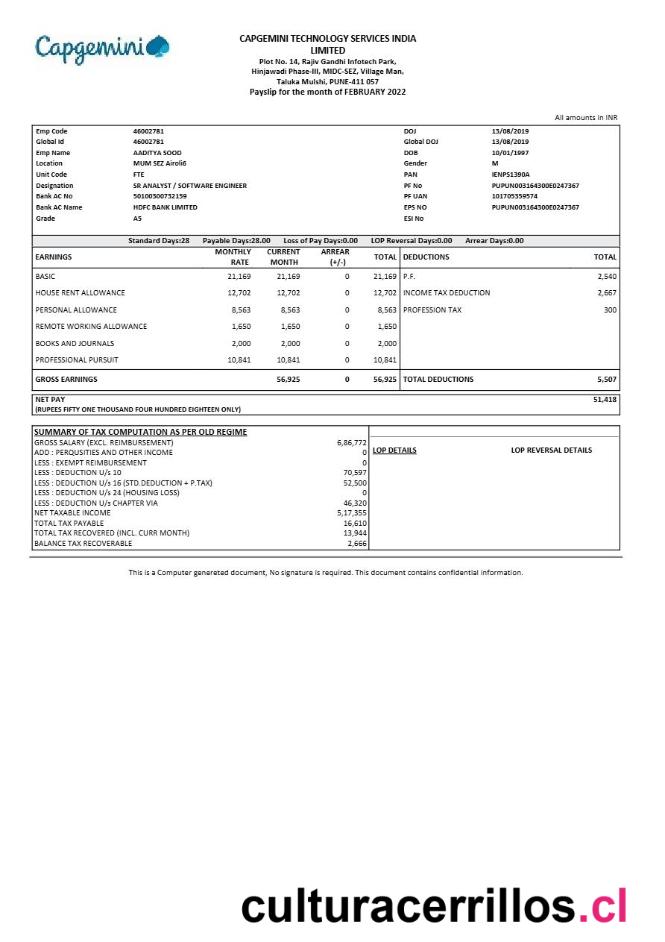 Capgemini
CAPGEMINI TECHNOLOGY SERVICES INDIA
LIMITED
Plot No. 14, Rajiv Gandhi Infotech Park,
Hinjawadi Phase-III, MIDC-SEZ, Village Man,
Taluka Mulshi, PUNE-411 057
Payslip for the month of FEBRUARY 2022
All amounts in INR
Emp Code 46002781 DOJ 13/08/2019
Global Id 46002781 Global DOJ 13/08/2019
Emp Name AADITYA SOOD DOB 10/01/1997
Location MUM SEZ Airoli6 Gender M
Unit Code FTE PAN IENPS1390A
Designation SR ANALYST / SOFTWARE ENGINEER PF No PUPUN003164300E0247367
Bank AC No 50100300732159 PF UAN 101705359574
Bank AC Name HDFC BANK LIMITED EPS NO PUPUN003164300E0247367
Grade A5 ESI No
Standard Days:28 Payable Days:28.00 Loss of Pay Days:0.00 LOP Reversal Days:0.00 Arrear Days:0.00
EARNINGS MONTHLY RATE CURRENT MONTH ARREAR (+/-) TOTAL DEDUCTIONS TOTAL
BASIC 21,169 21,169 0 21,169 P.F. 2,540
HOUSE RENT ALLOWANCE 12,702 12,702 0 12,702 INCOME TAX DEDUCTION 2,667
PERSONAL ALLOWANCE 8,563 8,563 0 8,563 PROFESSION TAX 300
REMOTE WORKING ALLOWANCE 1,650 1,650 0 1,650
BOOKS AND JOURNALS 2,000 2,000 0 2,000
PROFESSIONAL PURSUIT 10,841 10,841 0 10,841
GROSS EARNINGS 56,925 0 56,925 TOTAL DEDUCTIONS 5,507
NET PAY 51,418
(RUPEES FIFTY ONE THOUSAND FOUR HUNDRED EIGHTEEN ONLY)
SUMMARY OF TAX COMPUTATION AS PER OLD REGIME
GROSS SALARY (EXCL. REIMBURSEMENT) 6,86,772
ADD : PERQUSITIES AND OTHER INCOME 0 LOP DETAILS LOP REVERSAL DETAILS
LESS : EXEMPT REIMBURSEMENT 0
LESS : DEDUCTION U/s 10 70,597
LESS : DEDUCTION U/s 16 (STD.DEDUCTION + P.TAX) 52,500
LESS : DEDUCTION U/s 24 (HOUSING LOSS) 0
LESS : DEDUCTION U/s CHAPTER VIA 46,320
NET TAXABLE INCOME 5,17,355
TOTAL TAX PAYABLE 16,610
TOTAL TAX RECOVERED (INCL. CURR MONTH) 13,944
BALANCE TAX RECOVERABLE 2,666
This is a Computer genereted document, No signature is required. This document contains confidential information.
culturacerrillos.cl